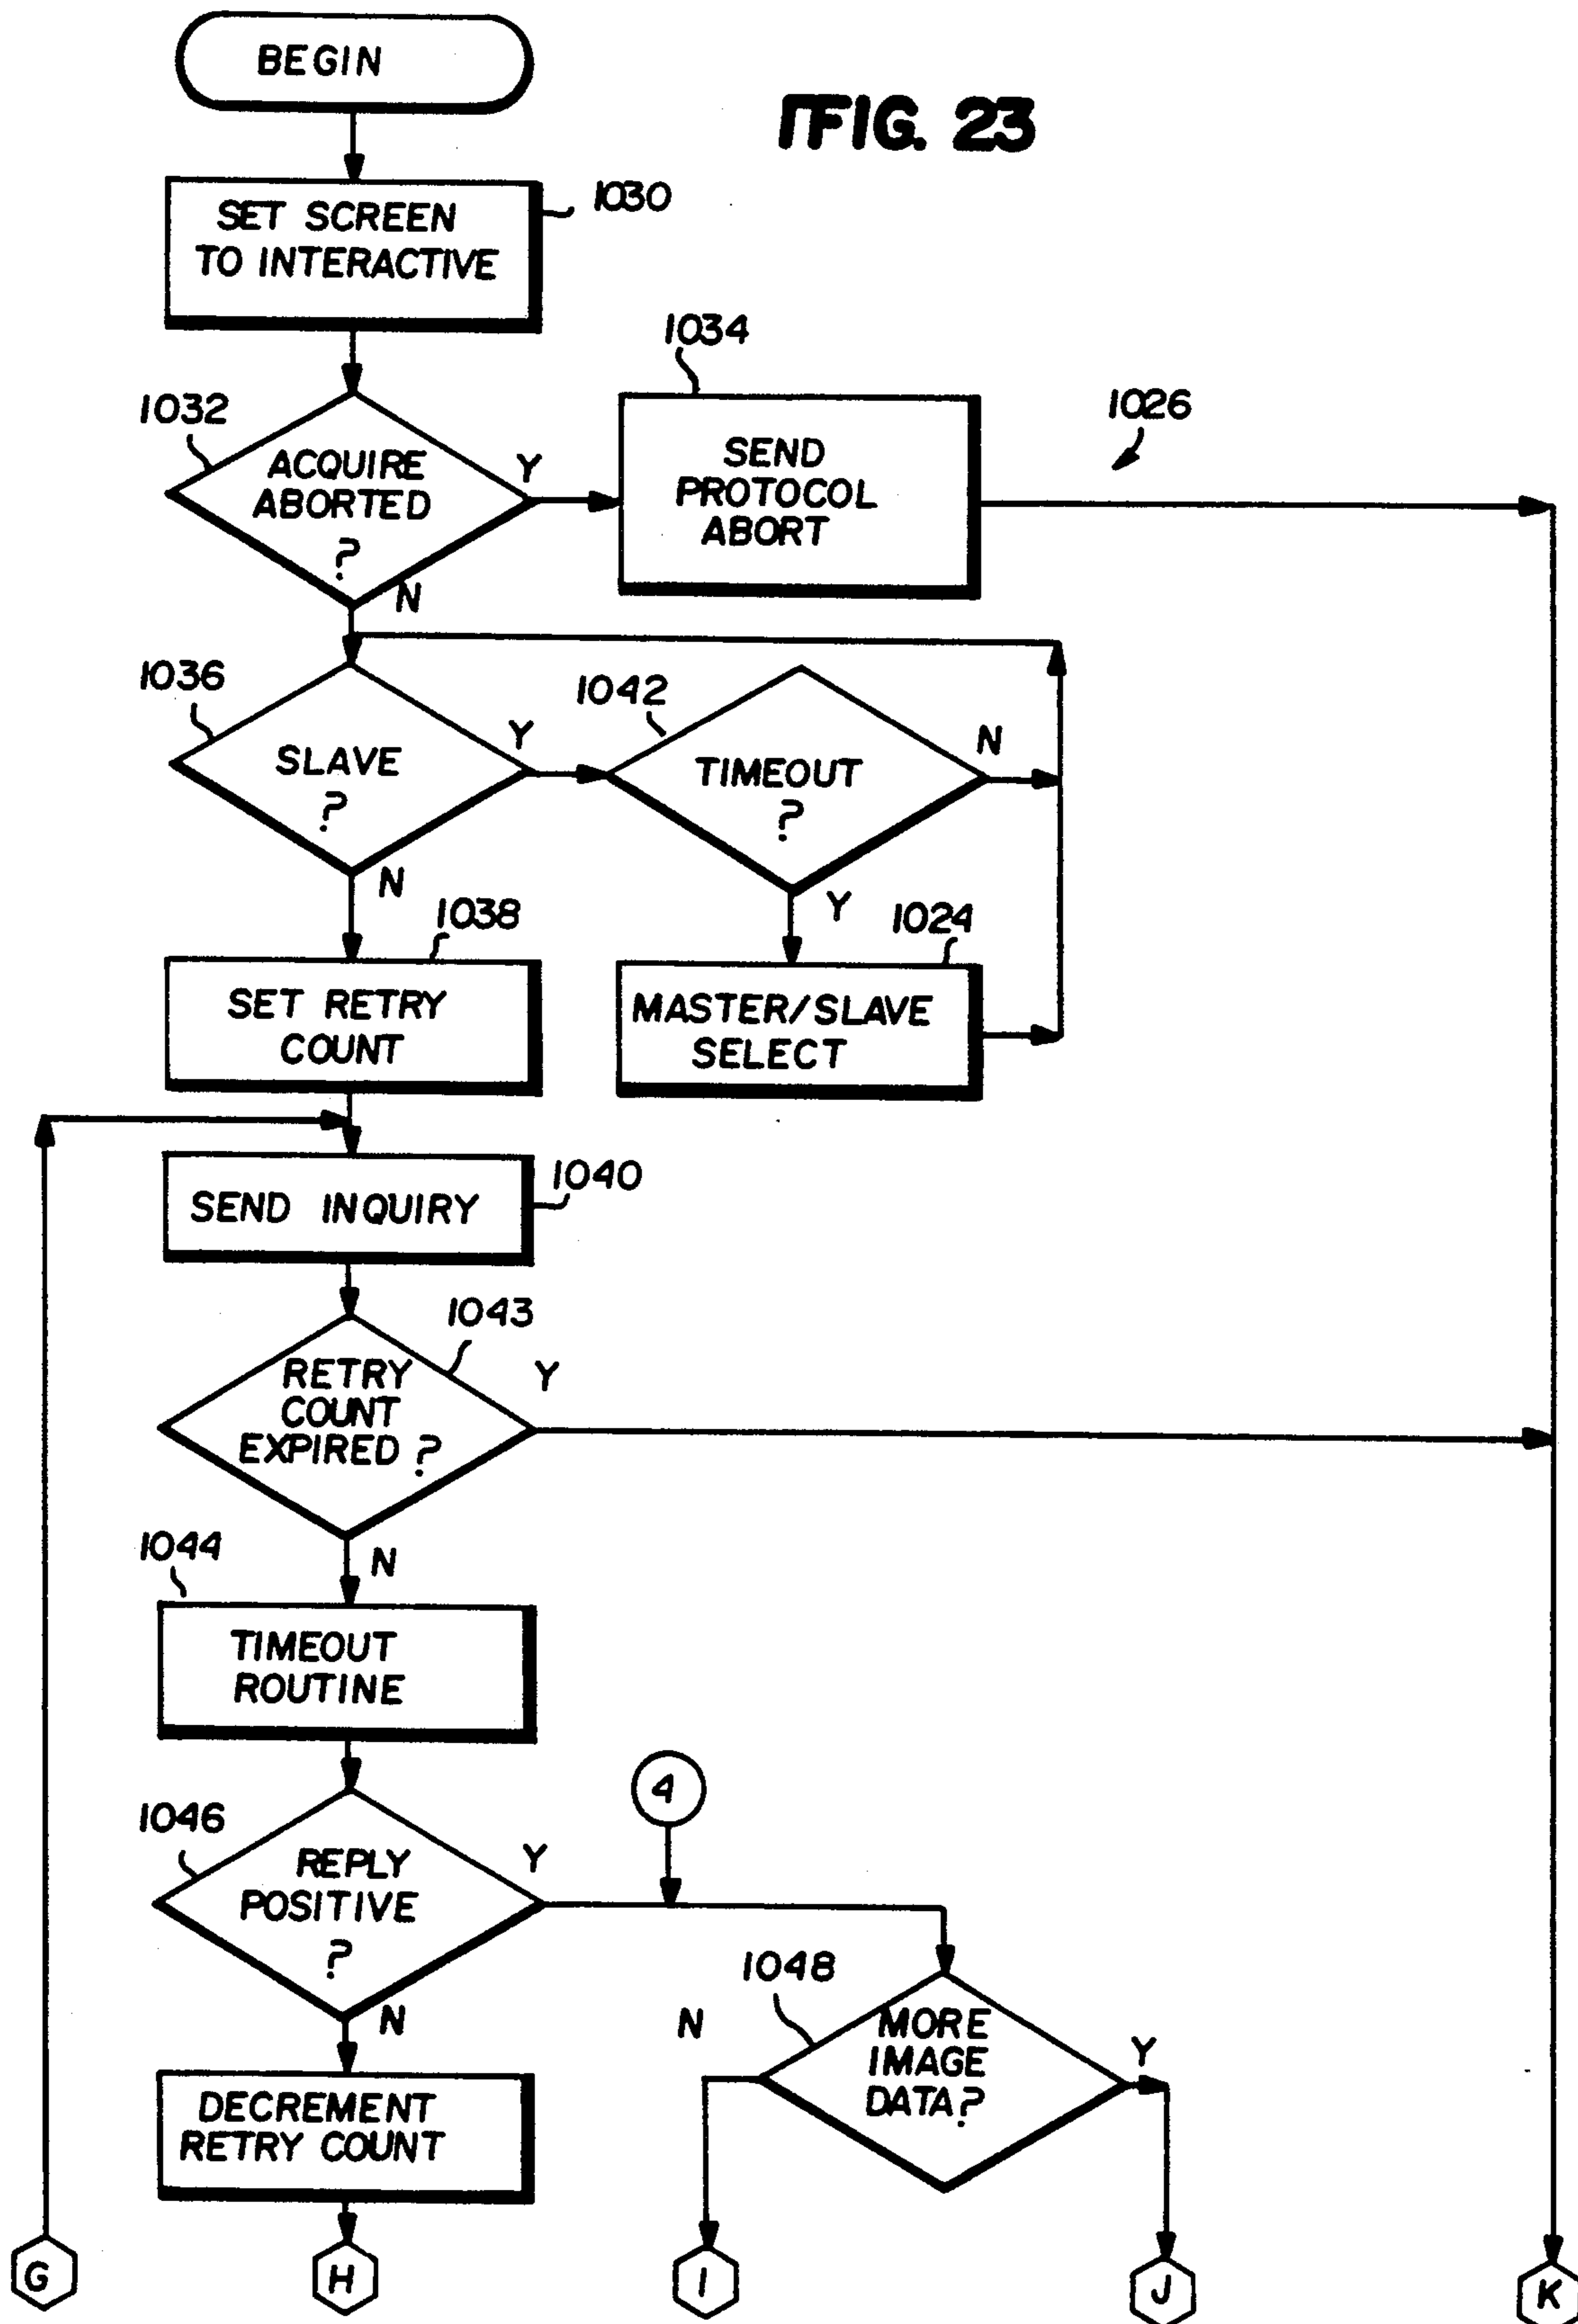 BEGIN
FIG. 23
SET SCREEN
TO INTERACTIVE
1030
1032
ACQUIRE
ABORTED
?
Y
N
1034
SEND
PROTOCOL
ABORT
1026
1036
SLAVE
?
Y
N
1042
TIMEOUT
?
N
Y
1038
SET RETRY
COUNT
1024
MASTER/SLAVE
SELECT
SEND INQUIRY
1040
1043
RETRY
COUNT
EXPIRED ?
Y
N
1044
TIMEOUT
ROUTINE
4
1046
REPLY
POSITIVE
?
Y
N
1048
MORE
IMAGE
DATA?
N
Y
DECREMENT
RETRY COUNT
G
H
I
J
K